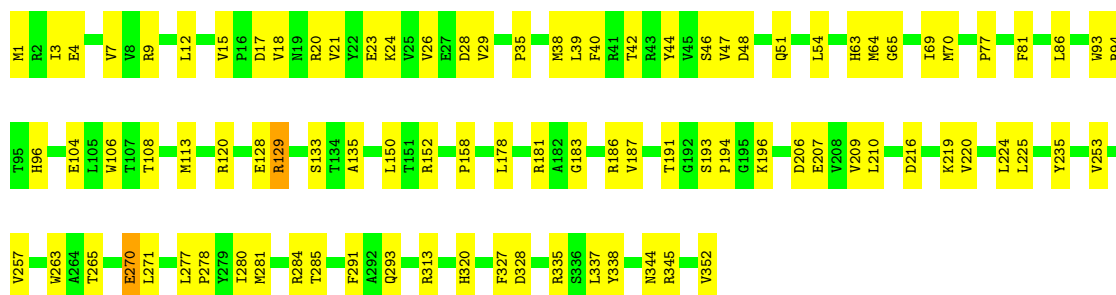 M1 R2 I3 E4 V7 V8 R9 L12 V15 P16 D17 V18 N19 R20 V21 Y22 E23 K24 V25 V26 E27 D28 V29 P35 M38 L39 F40 R41 T42 R43 Y44 V45 S46 V47 D48 Q51 L54 H63 M64 G65 I69 M70 P77 F81 L86 W93
T95 H96 E104 L105 W106 T107 T108 M113 R120 E128 R129 S133 T134 A135 L150 T151 R152 P158 L178 R181 A182 G183 R186 V187 T191 G192 S193 P194 G195 K196 D206 E207 V208 V209 L210 D216 K219 V220 L224 L225 Y235 V253
V257 W263 A264 T265 E270 L271 L277 P278 Y279 I280 M281 R284 T285 F291 A292 Q293 R313 H320 F327 D328 R335 S336 L337 Y338 N344 R345 V352